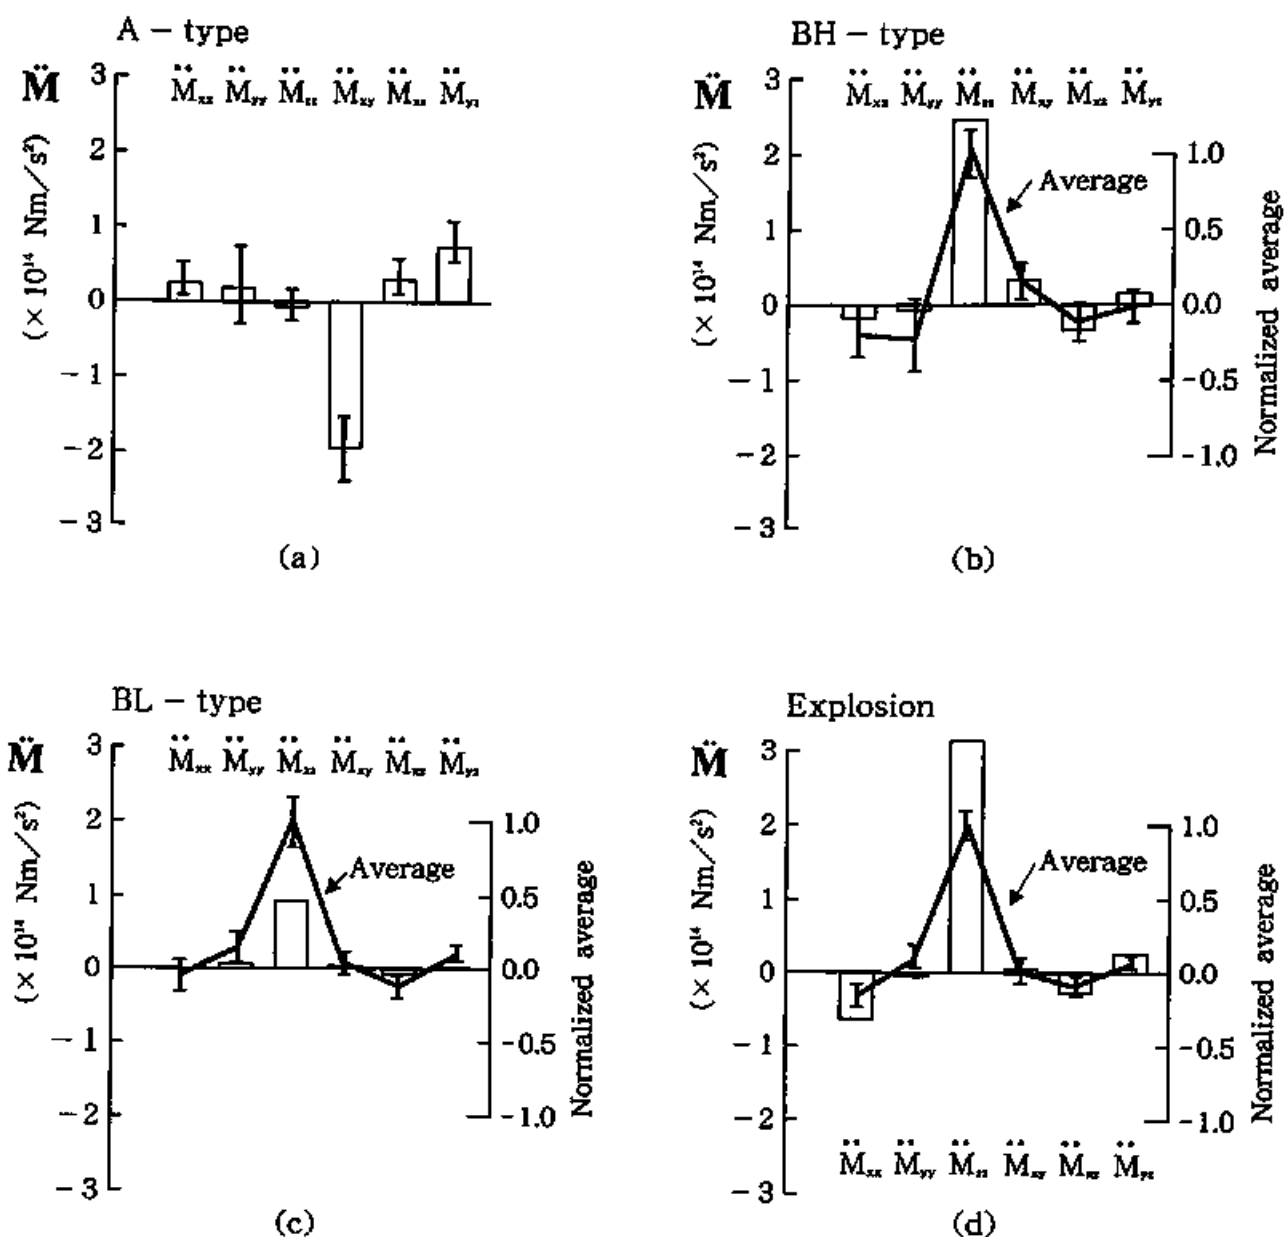 A – type
M̈ M̈xx M̈yy M̈zz M̈xy M̈xz M̈yz
(× 10¹⁴ Nm/s²)
3
2
1
0
−1
−2
−3
(a)
BH – type
M̈ M̈xx M̈yy M̈zz M̈xy M̈xz M̈yz
(× 10¹⁴ Nm/s²)
3
2
1
0
−1
−2
−3
Average
1.0
0.5
0.0
−0.5
−1.0
Normalized average
(b)
BL – type
M̈ M̈xx M̈yy M̈zz M̈xy M̈xz M̈yz
(× 10¹⁴ Nm/s²)
3
2
1
0
−1
−2
−3
Average
1.0
0.5
0.0
−0.5
−1.0
Normalized average
(c)
Explosion
M̈
(× 10¹⁴ Nm/s²)
3
2
1
0
−1
−2
−3
Average
1.0
0.5
0.0
−0.5
−1.0
Normalized average
M̈xx M̈yy M̈zz M̈xy M̈xz M̈yz
(d)